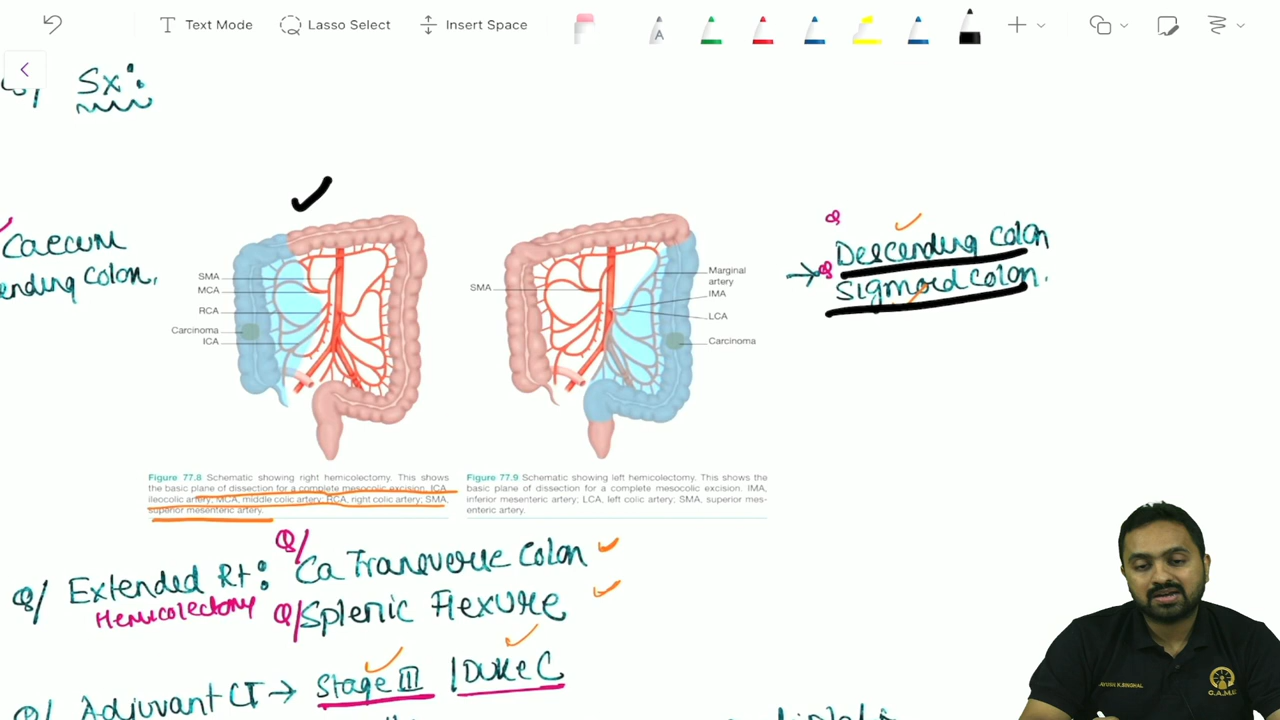 Text Mode
Lasso Select
Insert Space
A
Sx:
Caecum
ending Colon,
SMA
MCA
RCA
Carcinoma
ICA
SMA
Marginal
artery
IMA
LCA
Carcinoma
Q
Descending Colon
Q Sigmoid Colon.
Figure 77.8 Schematic showing right hemicolectomy. This shows
the basic plane of dissection for a complete mesocolic excision. ICA,
ileocolic artery; MCA, middle colic artery; RCA, right colic artery; SMA,
superior mesenteric artery.
Figure 77.9 Schematic showing left hemicolectomy. This shows the
basic plane of dissection for a complete mesocolic excision. IMA,
inferior mesenteric artery; LCA, left colic artery; SMA, superior mes-
enteric artery.
Q/ Extended Rt: Q/ Ca Transverse Colon
Hemicolectomy Q/ Splenic Flexure
Q/ Adjuvant CT → Stage III | Duke C
AYUSH K.SINGHAL